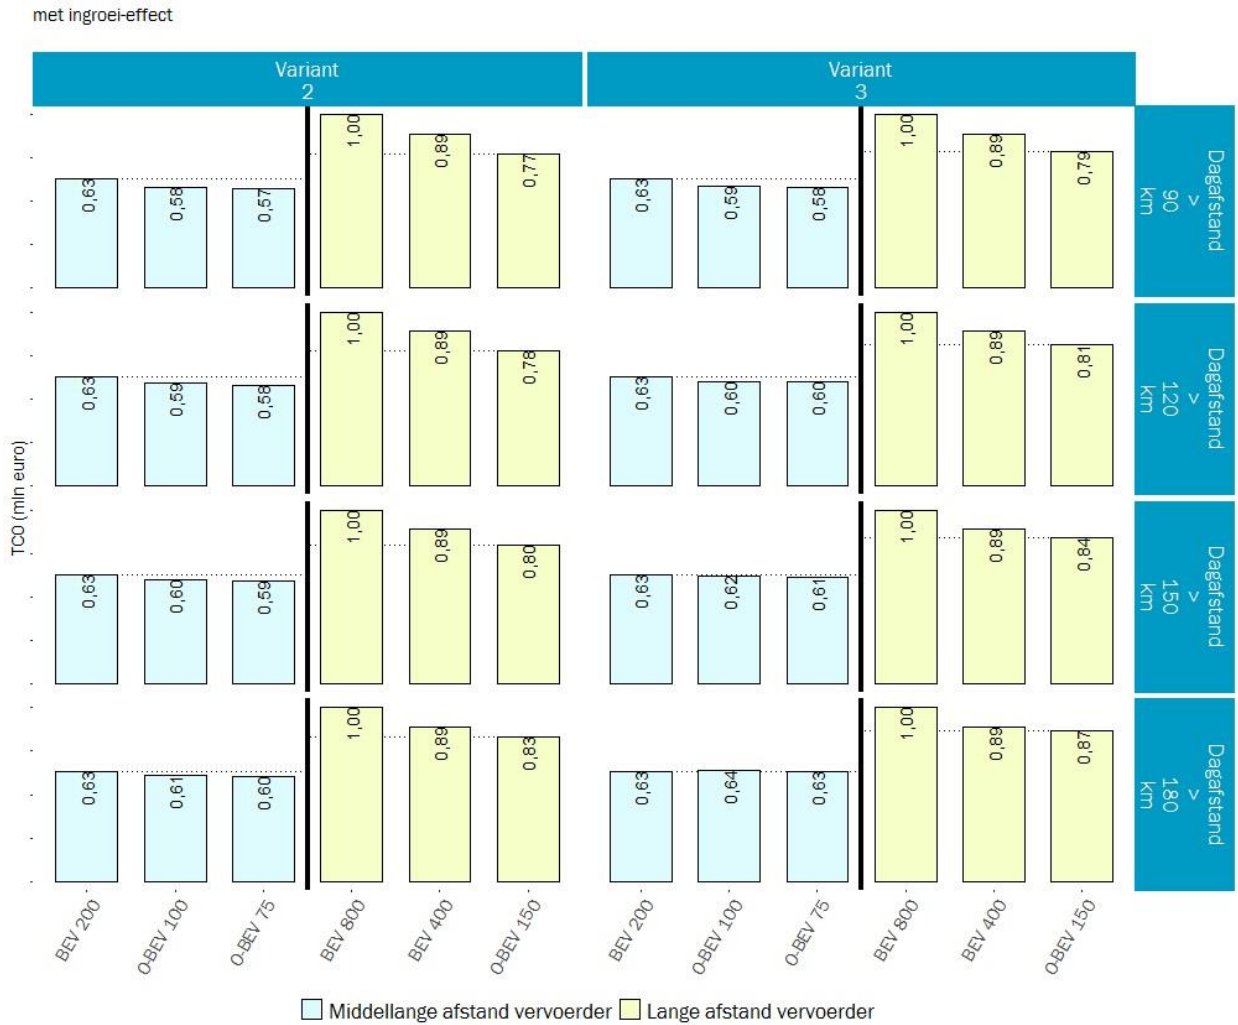 met ingroei-effect
Variant
2
Variant
3
1,00
0,89
0,77
0,63
0,58
0,57
1,00
0,89
0,79
0,63
0,59
0,58
Dagafstand
>
90
km
1,00
0,89
0,78
0,63
0,59
0,58
1,00
0,89
0,81
0,63
0,60
0,60
Dagafstand
>
120
km
TCO (mln euro)
1,00
0,89
0,80
0,63
0,60
0,59
1,00
0,89
0,84
0,63
0,62
0,61
Dagafstand
>
150
km
1,00
0,89
0,83
0,63
0,61
0,60
1,00
0,89
0,87
0,63
0,64
0,63
Dagafstand
>
180
km
BEV 200
O-BEV 100
O-BEV 75
BEV 800
BEV 400
O-BEV 150
BEV 200
O-BEV 100
O-BEV 75
BEV 800
BEV 400
O-BEV 150
Middellange afstand vervoerder
Lange afstand vervoerder